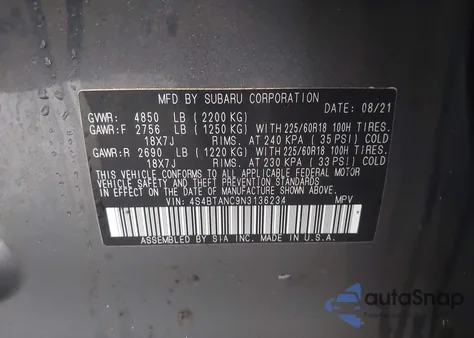 MFD BY SUBARU CORPORATION DATE: 08/21
GVWR: 4850 LB (2200 KG)
GAWR:F 2756 LB (1250 KG) WITH 225/60R18 100H TIRES.
18X7J RIMS. AT 240 KPA (35 PSI) COLD
GAWR:R 2690 LB (1220 KG) WITH 225/60R18 100H TIRES.
18X7J RIMS. AT 230 KPA (33 PSI) COLD
THIS VEHICLE CONFORMS TO ALL APPLICABLE FEDERAL MOTOR
VEHICLE SAFETY AND THEFT PREVENTION STANDARDS
IN EFFECT ON THE DATE OF MANUFACTURE SHOWN ABOVE.
VIN: 4S4BTANC9N3136234 MPV
ASSEMBLED BY SIA INC. MADE IN U.S.A.
autoSnap